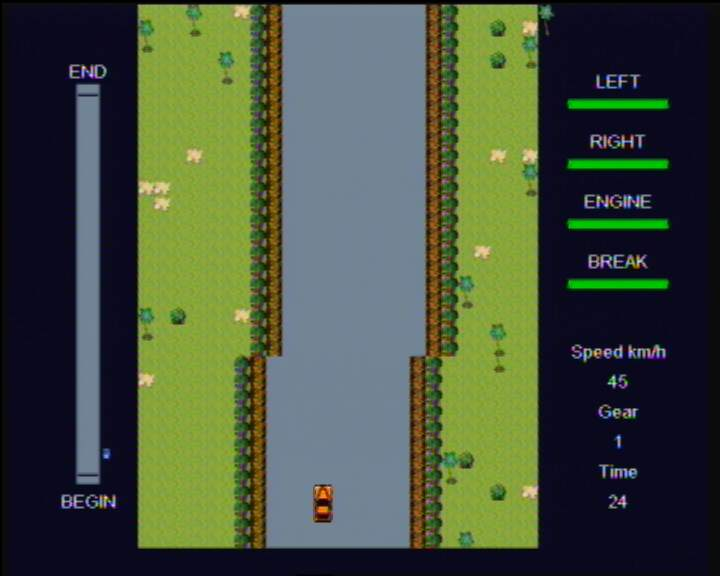 END
BEGIN
LEFT
RIGHT
ENGINE
BREAK
Speed km/h
45
Gear
1
Time
24